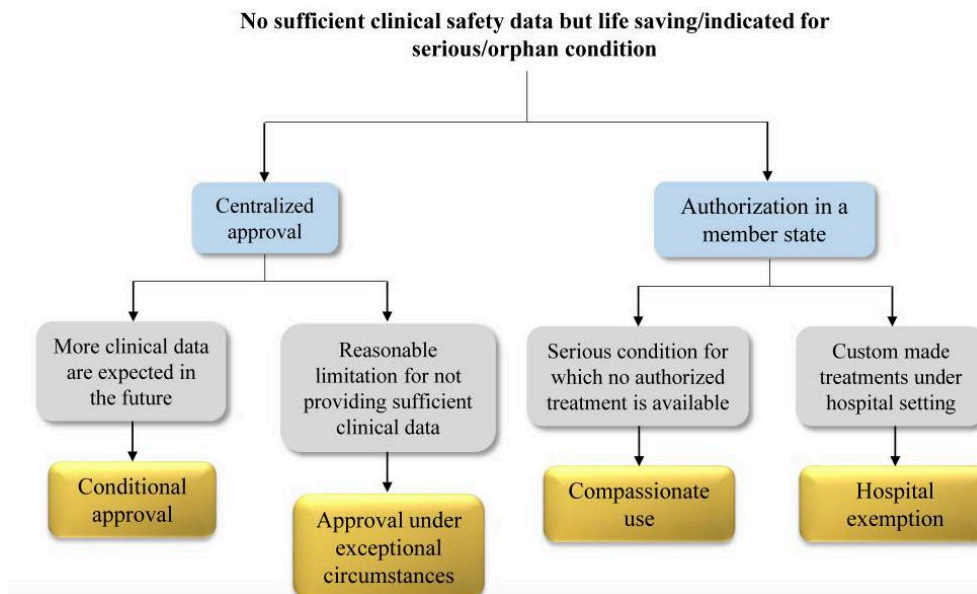 No sufficient clinical safety data but life saving/indicated for
serious/orphan condition
Centralized
approval
Authorization in a
member state
More clinical data
are expected in
the future
Reasonable
limitation for not
providing sufficient
clinical data
Serious condition for
which no authorized
treatment is available
Custom made
treatments under
hospital setting
Conditional
approval
Approval under
exceptional
circumstances
Compassionate
use
Hospital
exemption